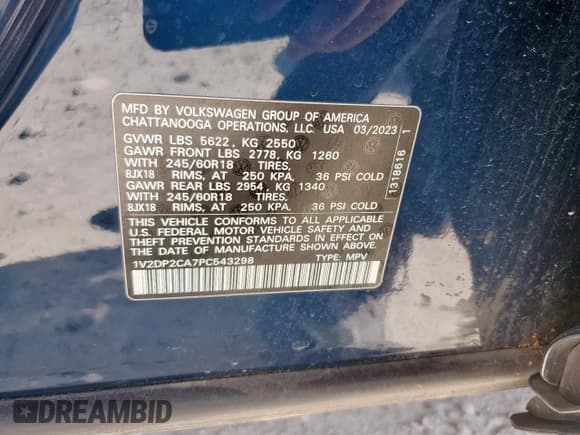 MFD BY VOLKSWAGEN GROUP OF AMERICA
CHATTANOOGA OPERATIONS, LLC. USA 03/2023
GVWR LBS 5622, KG 2550
GAWR FRONT LBS 2778, KG 1260
WITH 245/60R18 TIRES,
8JX18 RIMS, AT 250 KPA, 36 PSI COLD
GAWR REAR LBS 2954, KG 1340
WITH 245/60R18 TIRES,
8JX18 RIMS, AT 250 KPA, 36 PSI COLD
THIS VEHICLE CONFORMS TO ALL APPLICABLE
U.S. FEDERAL MOTOR VEHICLE SAFETY AND
THEFT PREVENTION STANDARDS IN EFFECT ON
THE DATE OF MANUFACTURE SHOWN ABOVE.
1V2DP2CA7PC543298 TYPE: MPV
1318616 1
DREAMBID